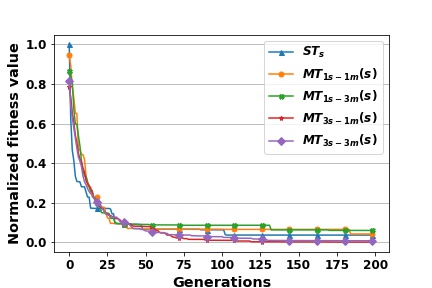 Normalized fitness value
1.0
0.8
0.6
0.4
0.2
0.0
0 25 50 75 100 125 150 175 200
Generations
STs
MT1s−1m(s)
MT1s−3m(s)
MT3s−1m(s)
MT3s−3m(s)